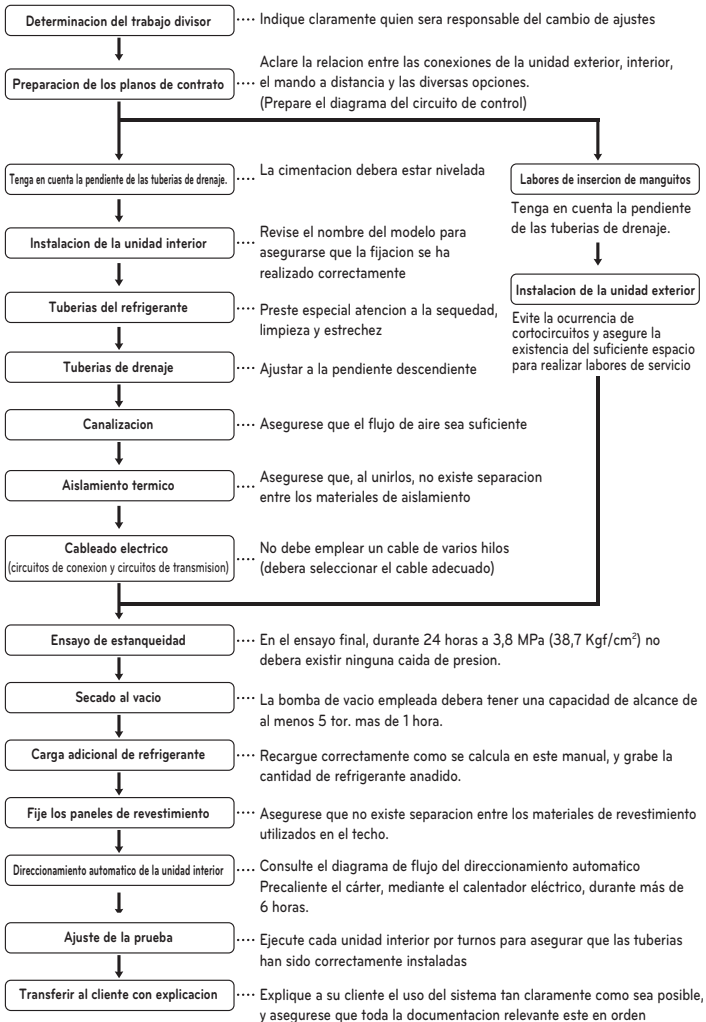 Determinacion del trabajo divisor
···· Indique claramente quien sera responsable del cambio de ajustes
Preparacion de los planos de contrato
···· Aclare la relacion entre las conexiones de la unidad exterior, interior,
el mando a distancia y las diversas opciones.
(Prepare el diagrama del circuito de control)
Tenga en cuenta la pendiente de las tuberias de drenaje.
···· La cimentacion debera estar nivelada
Labores de insercion de manguitos
Tenga en cuenta la pendiente
de las tuberias de drenaje.
Instalacion de la unidad interior
···· Revise el nombre del modelo para
asegurarse que la fijacion se ha
realizado correctamente
Instalacion de la unidad exterior
Evite la ocurrencia de
cortocircuitos y asegure la
existencia del suficiente espacio
para realizar labores de servicio
Tuberias del refrigerante
···· Preste especial atencion a la sequedad,
limpieza y estrechez
Tuberias de drenaje
···· Ajustar a la pendiente descendiente
Canalizacion
···· Asegurese que el flujo de aire sea suficiente
Aislamiento termico
···· Asegurese que, al unirlos, no existe separacion
entre los materiales de aislamiento
Cableado electrico
(circuitos de conexion y circuitos de transmision)
···· No debe emplear un cable de varios hilos
(debera seleccionar el cable adecuado)
Ensayo de estanqueidad
···· En el ensayo final, durante 24 horas a 3,8 MPa (38,7 Kgf/cm²) no
debera existir ninguna caida de presion.
Secado al vacio
···· La bomba de vacio empleada debera tener una capacidad de alcance de
al menos 5 tor. mas de 1 hora.
Carga adicional de refrigerante
···· Recargue correctamente como se calcula en este manual, y grabe la
cantidad de refrigerante anadido.
Fije los paneles de revestimiento
···· Asegurese que no existe separacion entre los materiales de revestimiento
utilizados en el techo.
Direccionamiento automatico de la unidad interior
···· Consulte el diagrama de flujo del direccionamiento automatico
Precaliente el cárter, mediante el calentador eléctrico, durante más de
6 horas.
Ajuste de la prueba
···· Ejecute cada unidad interior por turnos para asegurar que las tuberias
han sido correctamente instaladas
Transferir al cliente con explicacion
···· Explique a su cliente el uso del sistema tan claramente como sea posible,
y asegurese que toda la documentacion relevante este en orden